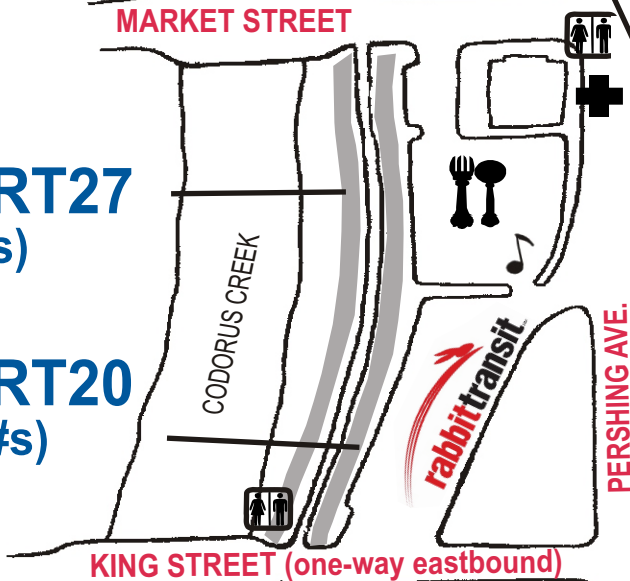 MARKET STREET
RT27
s)
CODORUS CREEK
RT20
#s)
rabbittransit
PERSHING AVE.
KING STREET (one-way eastbound)